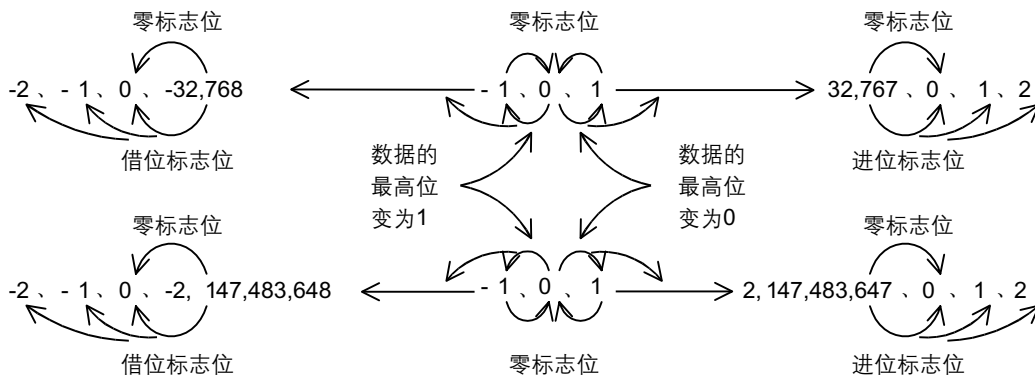 零标志位
零标志位
零标志位
-2、-1、0、-32,768
-1、0、1
32,767、0、1、2
借位标志位
数据的
最高位
变为1
数据的
最高位
变为0
进位标志位
零标志位
零标志位
-2、-1、0、-2, 147,483,648
-1、0、1
2, 147,483,647、0、1、2
借位标志位
零标志位
进位标志位